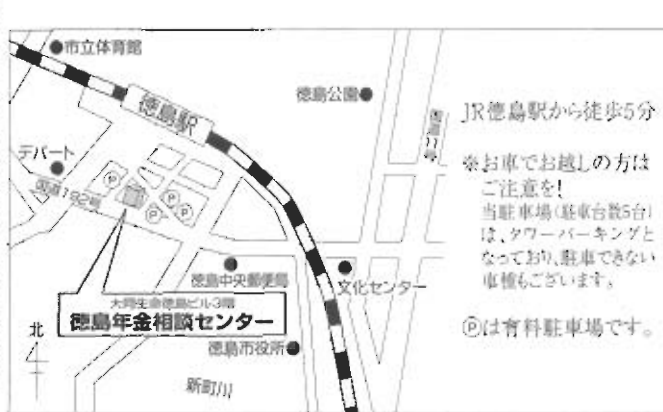 市立体育館
徳島駅
徳島公園
国道11号
デパート
国道192号
Ⓟ
Ⓟ
Ⓟ
Ⓟ
徳島中央郵便局
文化センター
大同生命徳島ビル3階
徳島年金相談センター
北
徳島市役所
新町川
JR徳島駅から徒歩5分
※お車でお越しの方は
ご注意を!
当駐車場(駐車台数5台)
は、タワーパーキングと
なっており、駐車できない
車種もございます。
Ⓟは有料駐車場です。